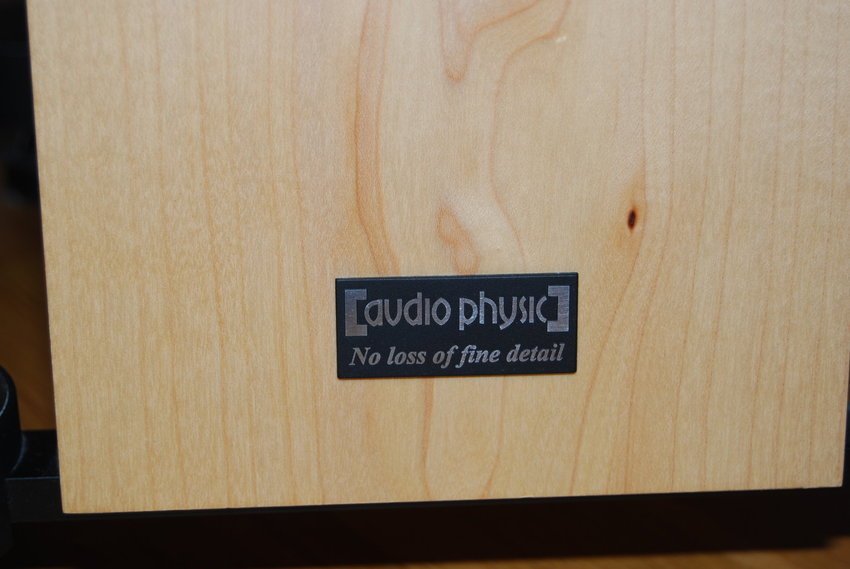 [audio physic]
No loss of fine detail